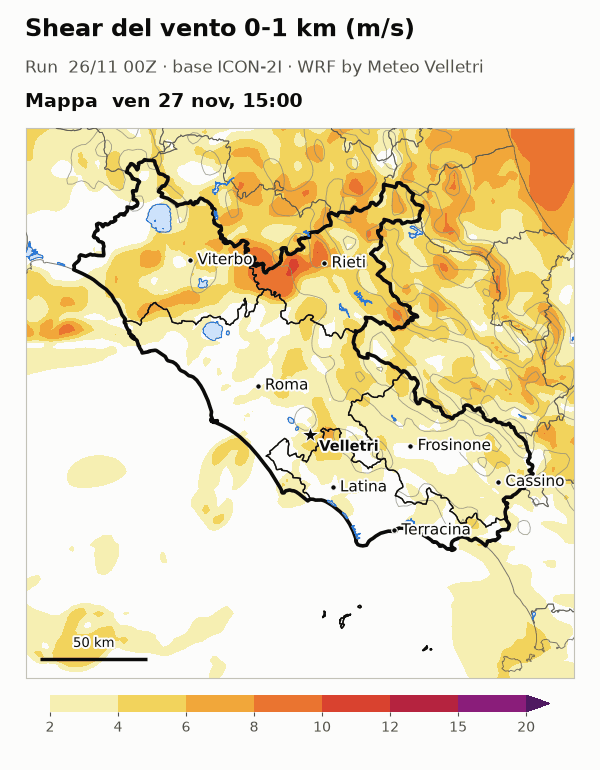 Shear del vento 0-1 km (m/s)
Run  26/11 00Z · base ICON-2I · WRF by Meteo Velletri
Mappa  ven 27 nov, 15:00
Viterbo
Rieti
Roma
Velletri
Frosinone
Cassino
Latina
Terracina
50 km
2 4 6 8 10 12 15 20